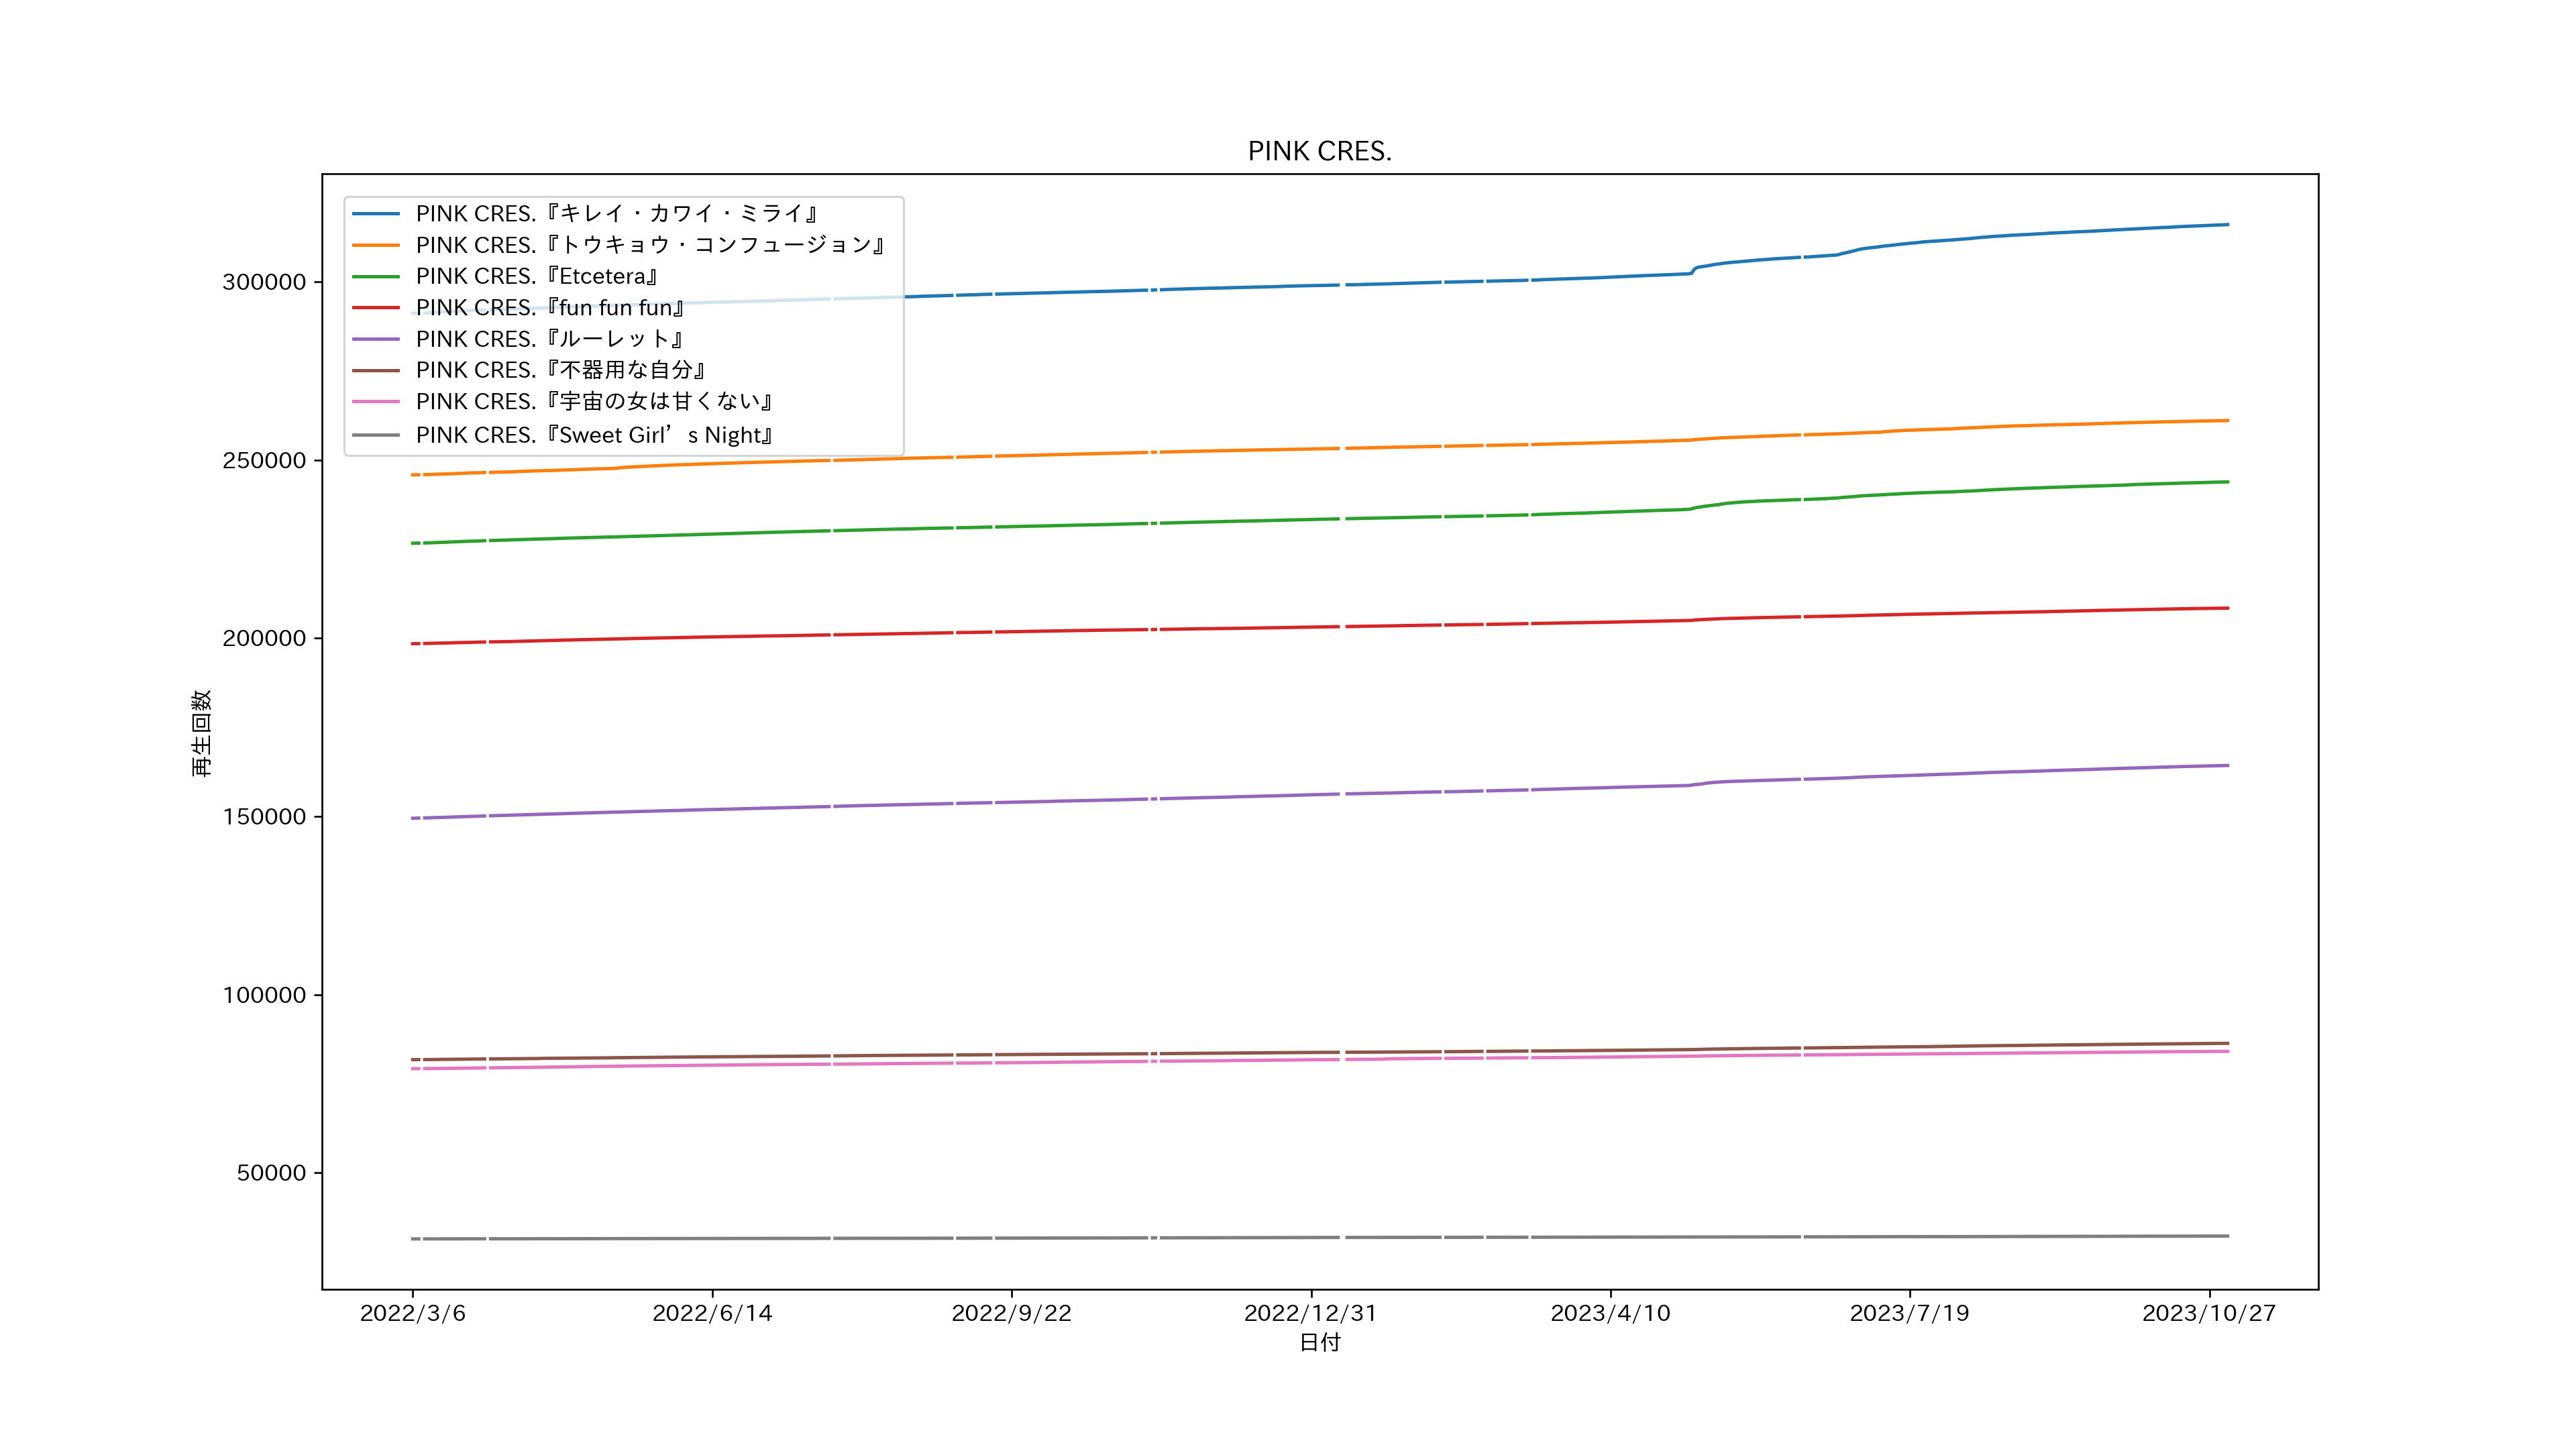 PINK CRES.
PINK CRES.『キレイ・カワイ・ミライ』
PINK CRES.『トウキョウ・コンフュージョン』
PINK CRES.『Etcetera』
PINK CRES.『fun fun fun』
PINK CRES.『ルーレット』
PINK CRES.『不器用な自分』
PINK CRES.『宇宙の女は甘くない』
PINK CRES.『Sweet Girl’s Night』
300000
250000
200000
150000
100000
50000
再生回数
2022/3/6 2022/6/14 2022/9/22 2022/12/31 2023/4/10 2023/7/19 2023/10/27
日付